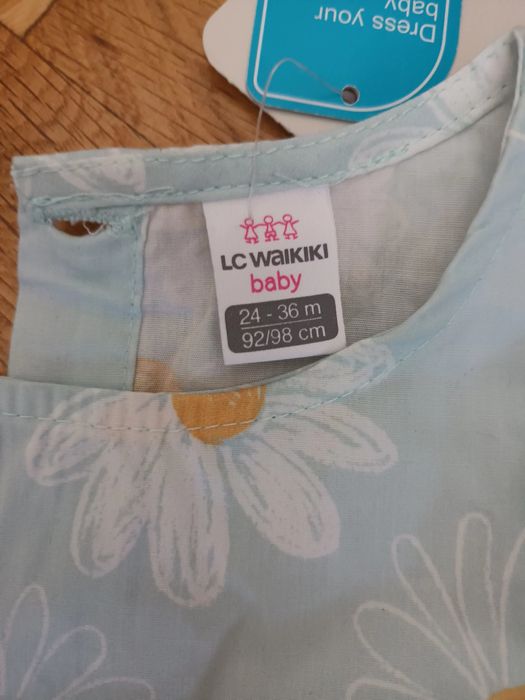 Dress your
baby
LC WAIKIKI
baby
24 - 36 m
92/98 cm